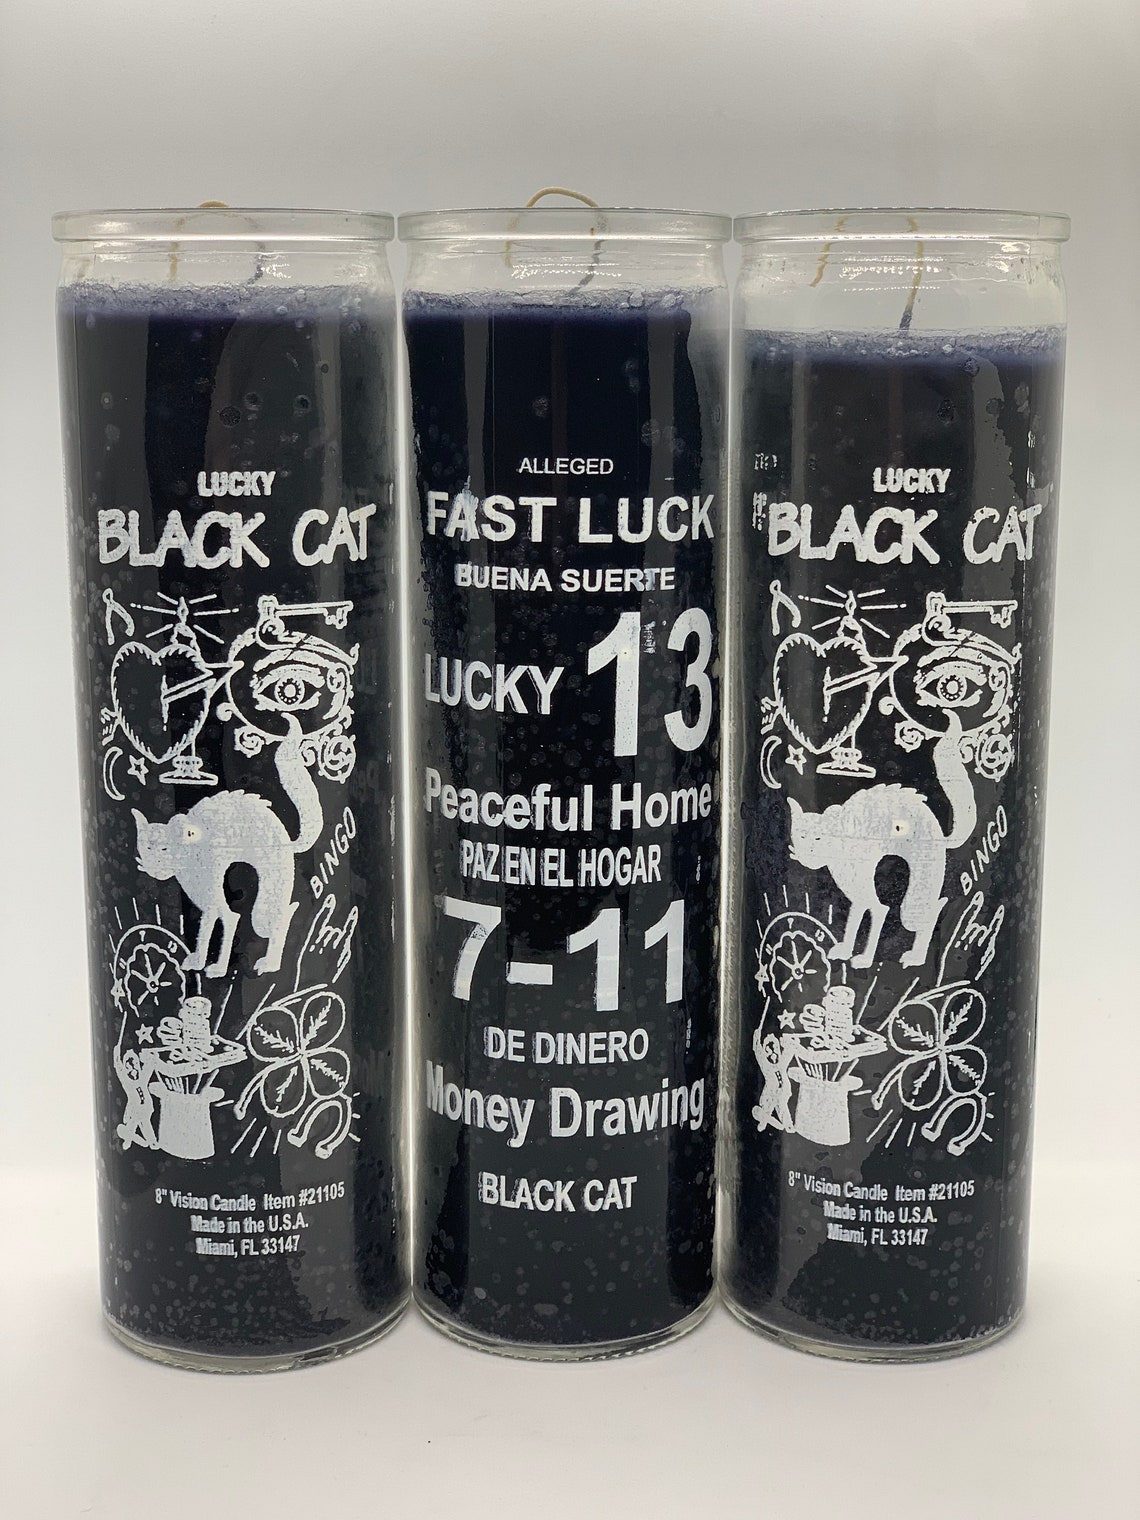 LUCKY
BLACK CAT
BINGO
8" Vision Candle Item #21105
Made in the U.S.A.
Miami, FL 33147
ALLEGED
FAST LUCK
BUENA SUERTE
LUCKY 13
Peaceful Home
PAZ EN EL HOGAR
7-11
DE DINERO
Money Drawing
BLACK CAT
LUCKY
BLACK CAT
BINGO
8" Vision Candle Item #21105
Made in the U.S.A.
Miami, FL 33147